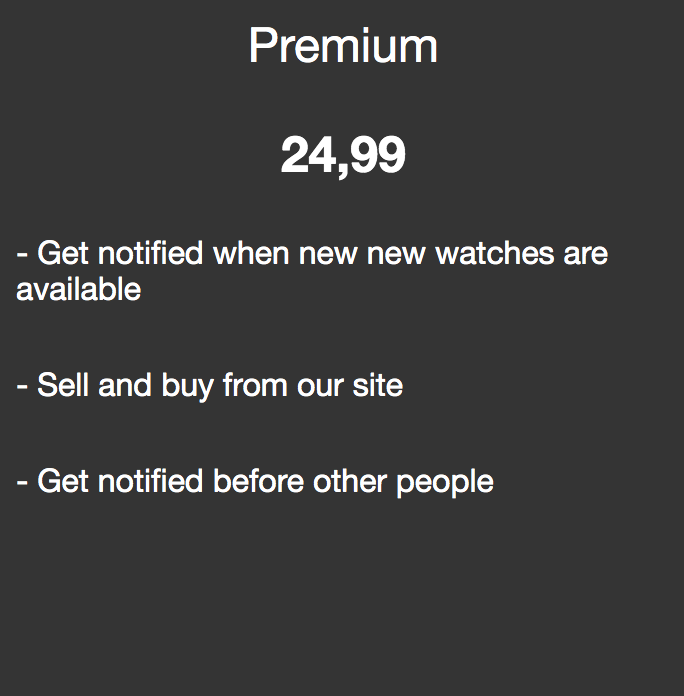 Premium
24,99
- Get notified when new new watches are
available
- Sell and buy from our site
- Get notified before other people